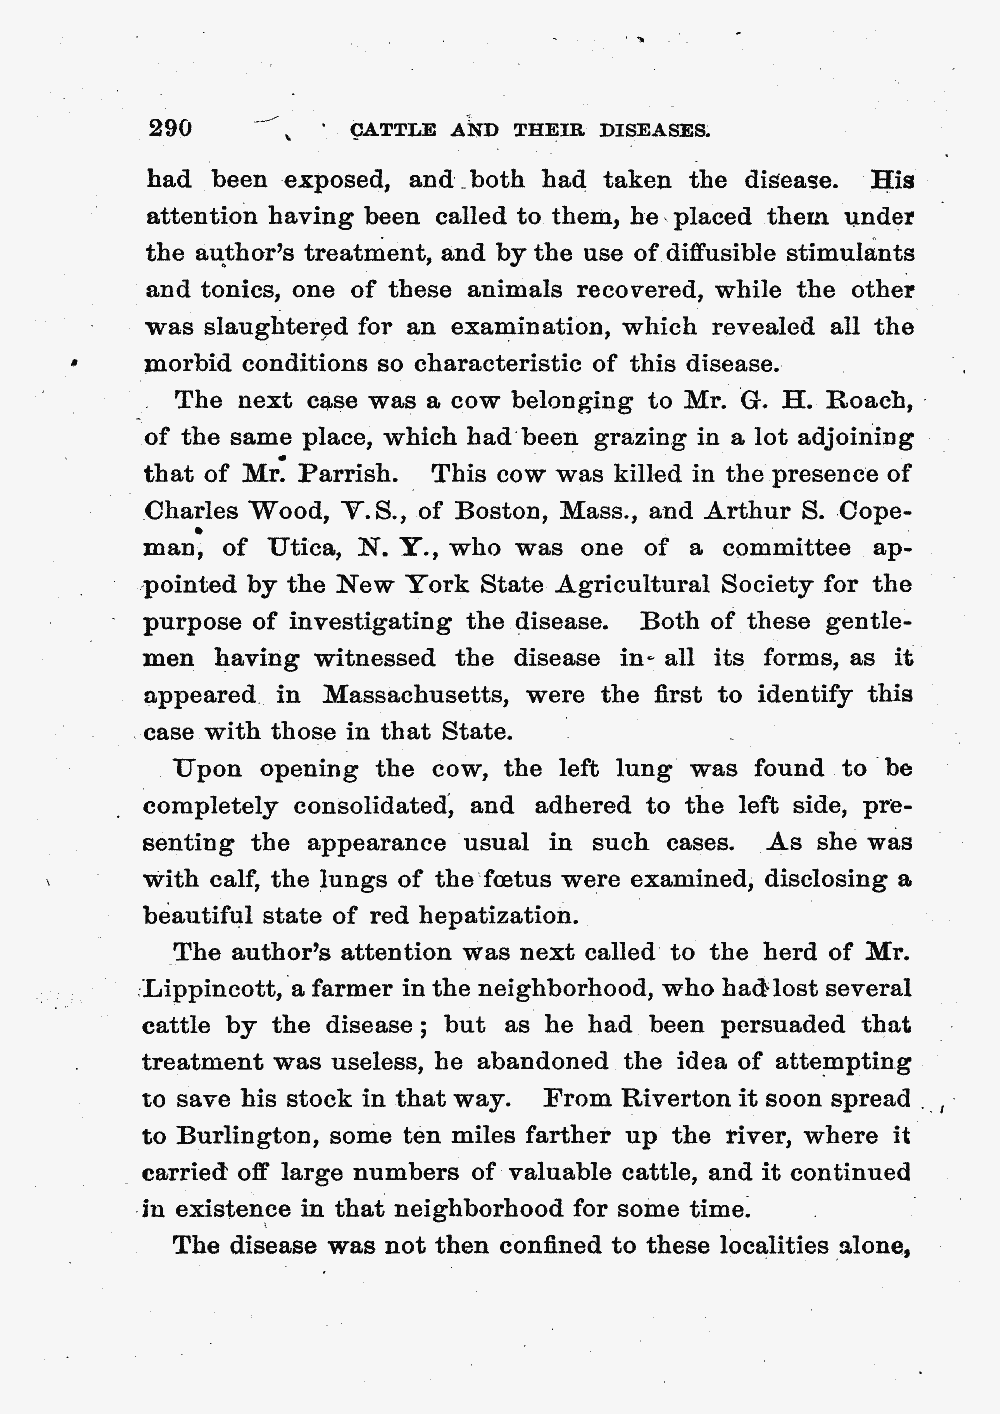 290 CATTLE AND THEIR DISEASES.
had been exposed, and both had taken the disease. His
attention having been called to them, he placed them under
the author's treatment, and by the use of diffusible stimulants
and tonics, one of these animals recovered, while the other
was slaughtered for an examination, which revealed all the
morbid conditions so characteristic of this disease.
The next case was a cow belonging to Mr. G. H. Roach,
of the same place, which had been grazing in a lot adjoining
that of Mr. Parrish. This cow was killed in the presence of
Charles Wood, V.S., of Boston, Mass., and Arthur S. Cope-
man, of Utica, N. Y., who was one of a committee ap-
pointed by the New York State Agricultural Society for the
purpose of investigating the disease. Both of these gentle-
men having witnessed the disease in all its forms, as it
appeared in Massachusetts, were the first to identify this
case with those in that State.
Upon opening the cow, the left lung was found to be
completely consolidated, and adhered to the left side, pre-
senting the appearance usual in such cases. As she was
with calf, the lungs of the fœtus were examined, disclosing a
beautiful state of red hepatization.
The author's attention was next called to the herd of Mr.
Lippincott, a farmer in the neighborhood, who had lost several
cattle by the disease; but as he had been persuaded that
treatment was useless, he abandoned the idea of attempting
to save his stock in that way. From Riverton it soon spread
to Burlington, some ten miles farther up the river, where it
carried off large numbers of valuable cattle, and it continued
in existence in that neighborhood for some time.
The disease was not then confined to these localities alone,